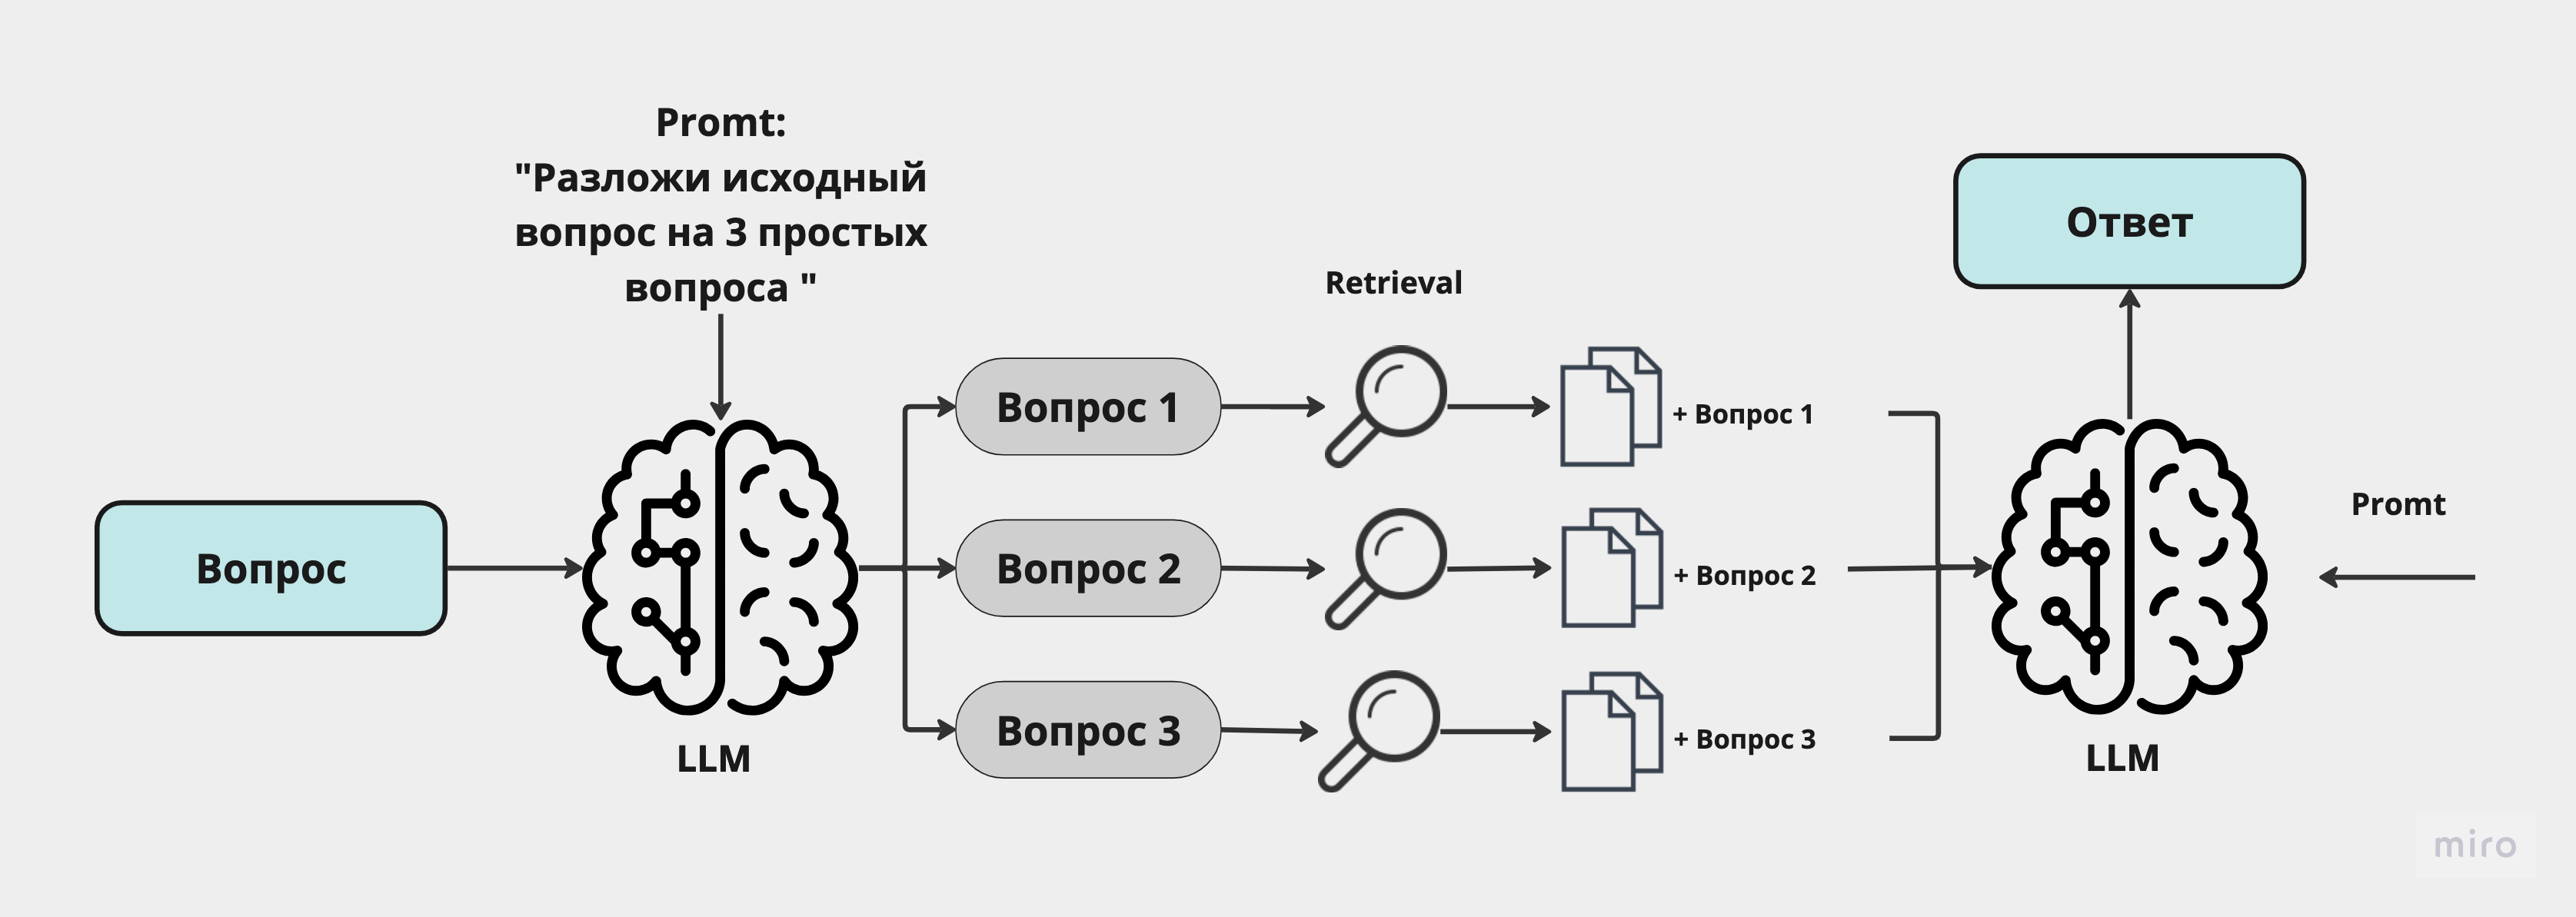 Promt:
"Разложи исходный
вопрос на 3 простых
вопроса "
Вопрос
LLM
Вопрос 1
Вопрос 2
Вопрос 3
Retrieval
+ Вопрос 1
+ Вопрос 2
+ Вопрос 3
Ответ
LLM
Promt
miro